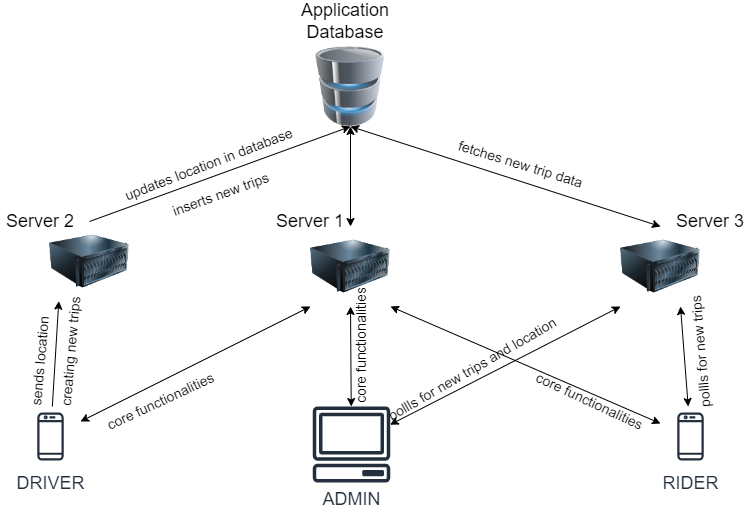 Application
Database
updates location in database
inserts new trips
fetches new trip data
Server 2
Server 1
Server 3
sends location
creating new trips
core functionalities
core functionalities
pollls for new trips and location
core functionalities
pollls for new trips
DRIVER
ADMIN
RIDER